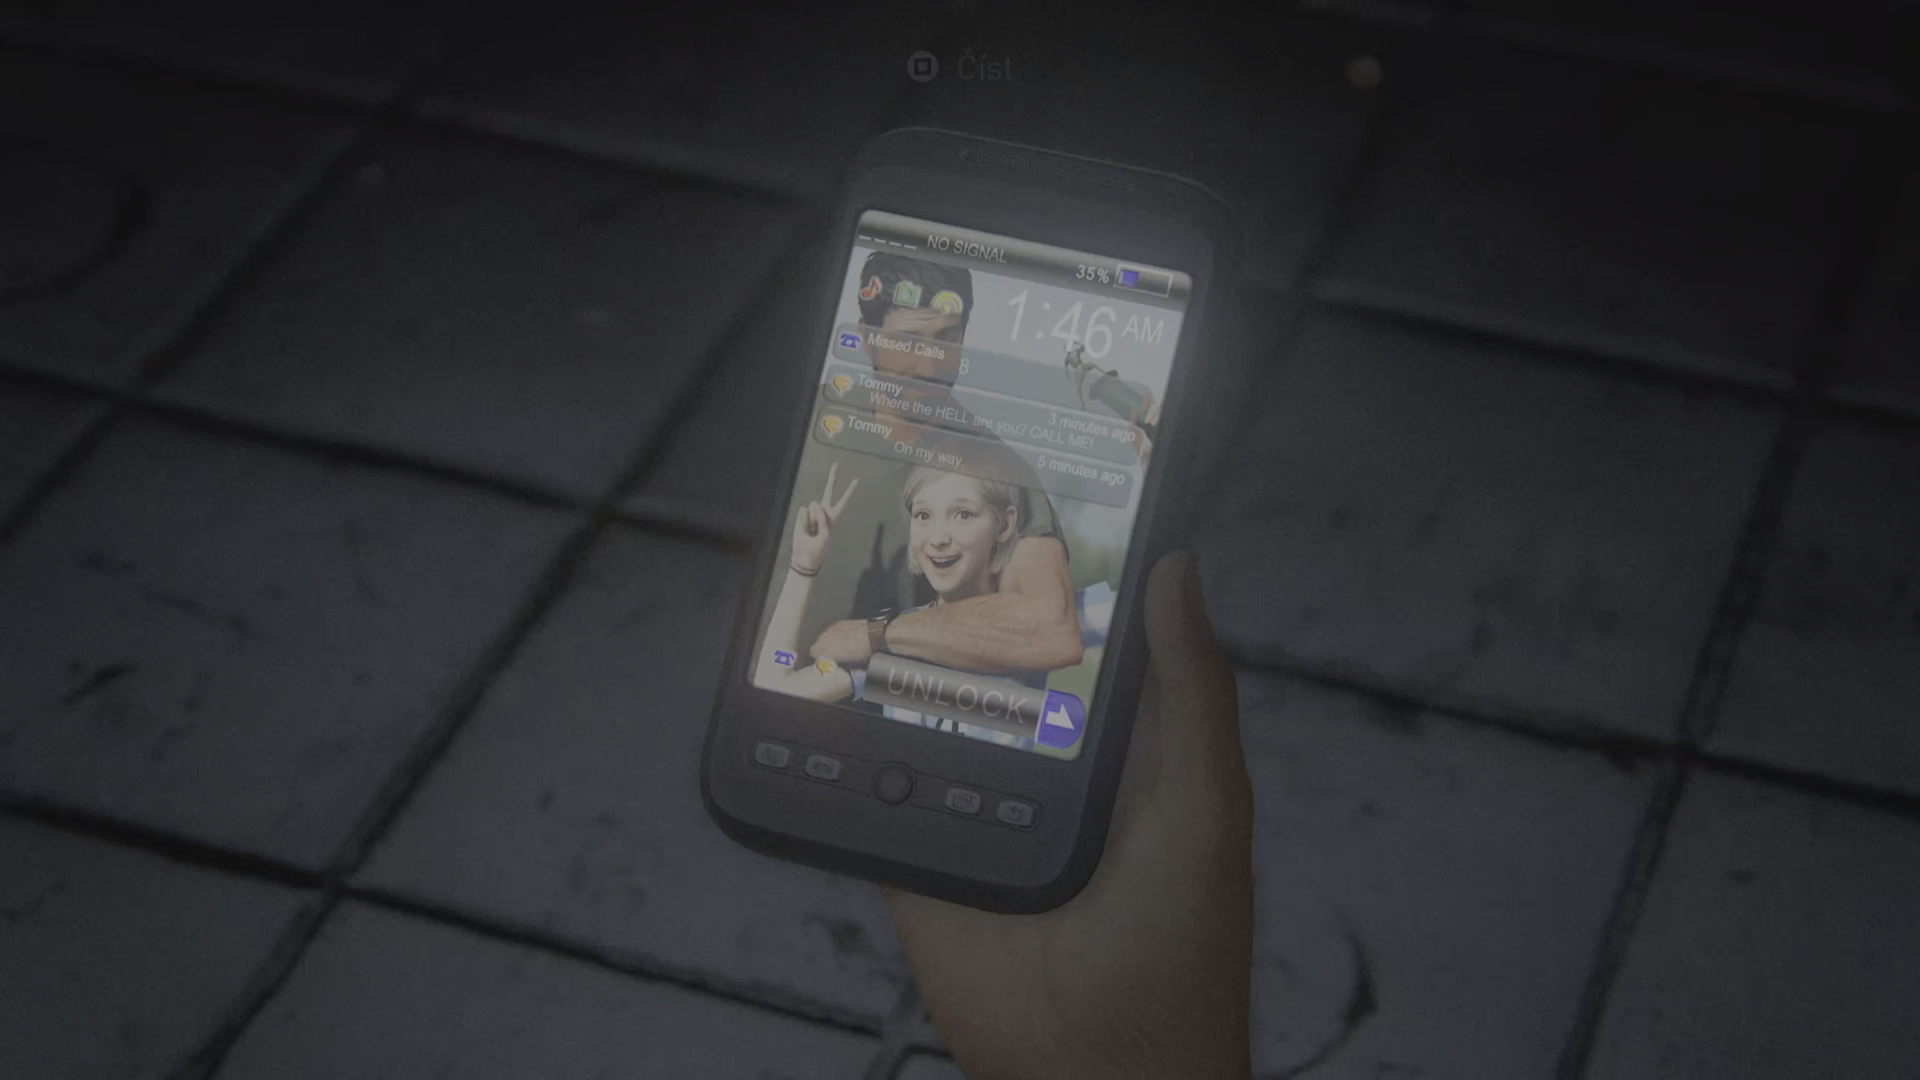 Číst
NO SIGNAL 35%
1:46 AM
Missed Calls
8
Tommy
Where the HELL are you? CALL ME!
3 minutes ago
Tommy
On my way.
5 minutes ago
UNLOCK